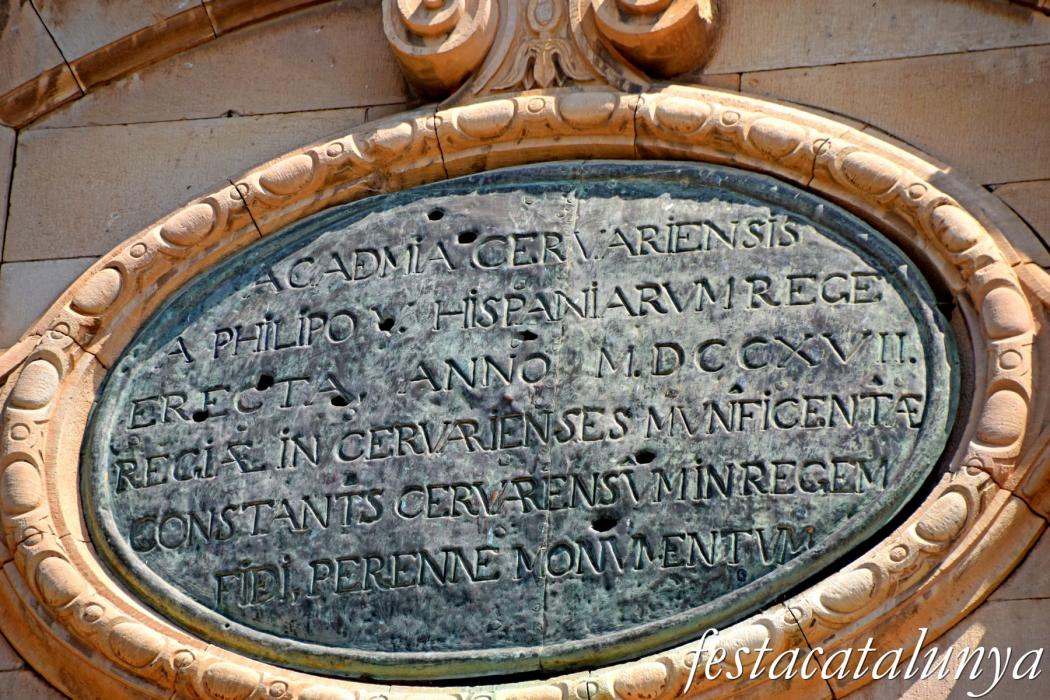 ACADMIA CERVARIENSIS
A PHILIPO V. HISPANIARVM REGE
ERECTA, ANNO M.DCCXVII.
REGIÆ IN CERVARIENSES MVNFICENTÆ
CONSTANTS CERVARENSVM IN REGEM
FIDI, PERENNE MONVMENTVM
festacatalunya